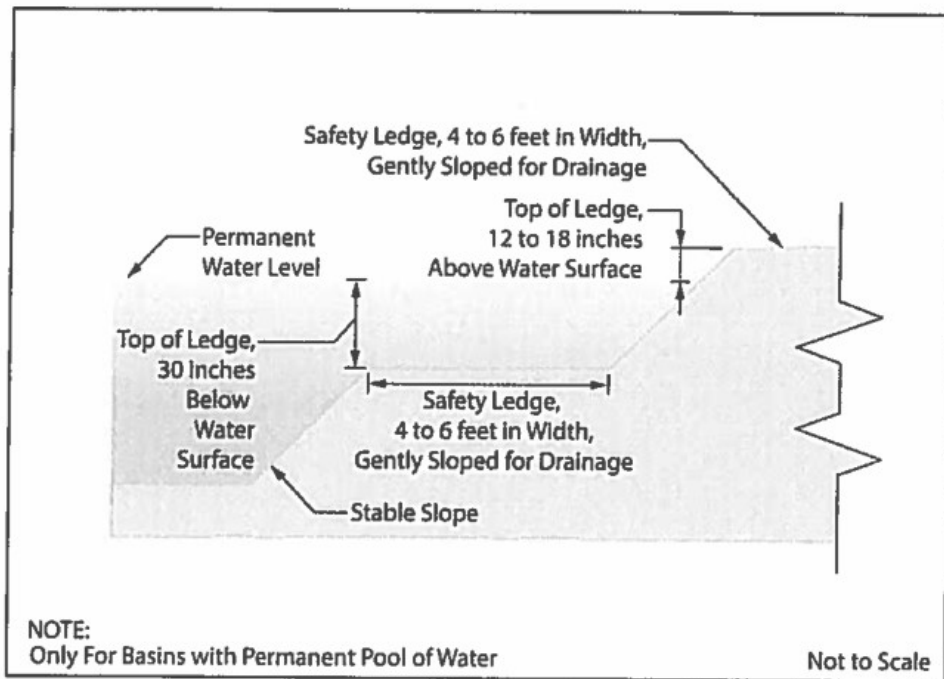 Safety Ledge, 4 to 6 feet in Width,
Gently Sloped for Drainage
Top of Ledge,
12 to 18 inches
Above Water Surface
Permanent
Water Level
Top of Ledge,
30 Inches
Below
Water
Surface
Safety Ledge,
4 to 6 feet in Width,
Gently Sloped for Drainage
Stable Slope
NOTE:
Only For Basins with Permanent Pool of Water
Not to Scale